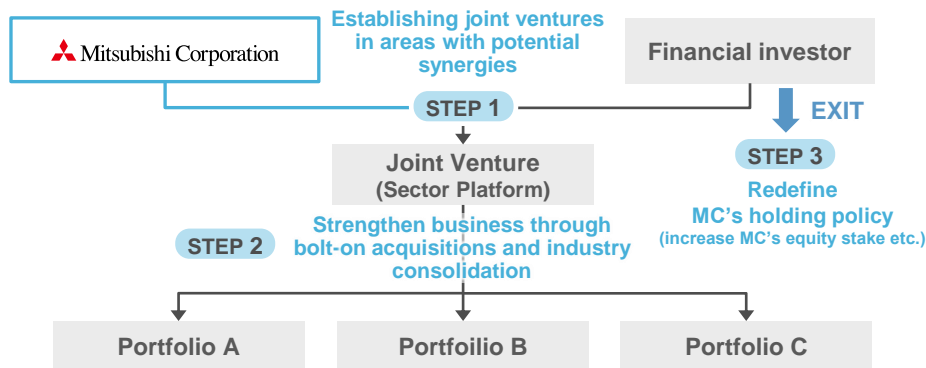 Mitsubishi Corporation
Establishing joint ventures
in areas with potential
synergies
Financial investor
STEP 1
EXIT
STEP 3
Redefine
MC's holding policy
(increase MC's equity stake etc.)
Joint Venture
(Sector Platform)
STEP 2
Strengthen business through
bolt-on acquisitions and industry
consolidation
Portfolio A
Portfoilio B
Portfolio C